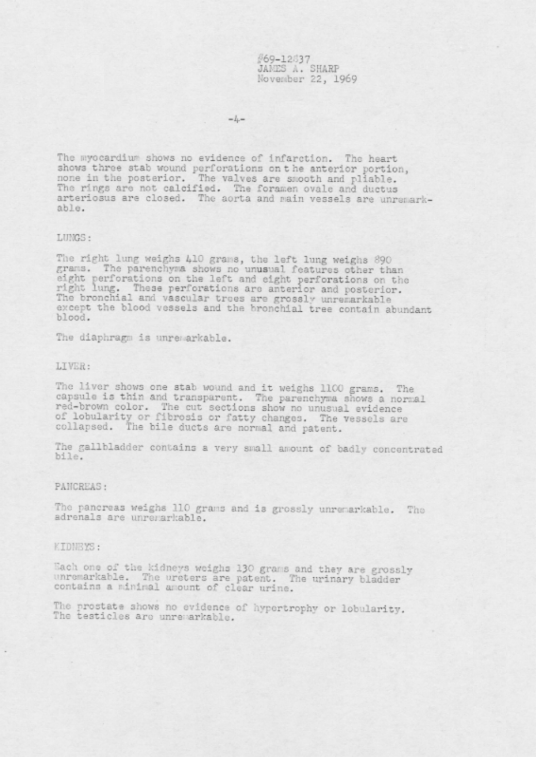 #69-12837
JAMES A. SHARP
November 22, 1969
-4-
The myocardium shows no evidence of infarction. The heart
shows three stab wound perforations on the anterior portion,
none in the posterior. The valves are smooth and pliable.
The rings are not calcified. The foramen ovale and ductus
arteriosus are closed. The aorta and main vessels are unremark-
able.
LUNGS:
The right lung weighs 410 grams, the left lung weighs 890
grams. The parenchyma shows no unusual features other than
eight perforations on the left and eight perforations on the
right lung. These perforations are anterior and posterior.
The bronchial and vascular trees are grossly unremarkable
except the blood vessels and the bronchial tree contain abundant
blood.
The diaphragm is unremarkable.
LIVER:
The liver shows one stab wound and it weighs 1100 grams. The
capsule is thin and transparent. The parenchyma shows a normal
red-brown color. The cut sections show no unusual evidence
of lobularity or fibrosis or fatty changes. The vessels are
collapsed. The bile ducts are normal and patent.
The gallbladder contains a very small amount of badly concentrated
bile.
PANCREAS:
The pancreas weighs 110 grams and is grossly unremarkable. The
adrenals are unremarkable.
KIDNEYS:
Each one of the kidneys weighs 130 grams and they are grossly
unremarkable. The ureters are patent. The urinary bladder
contains a minimal amount of clear urine.
The prostate shows no evidence of hypertrophy or lobularity.
The testicles are unremarkable.